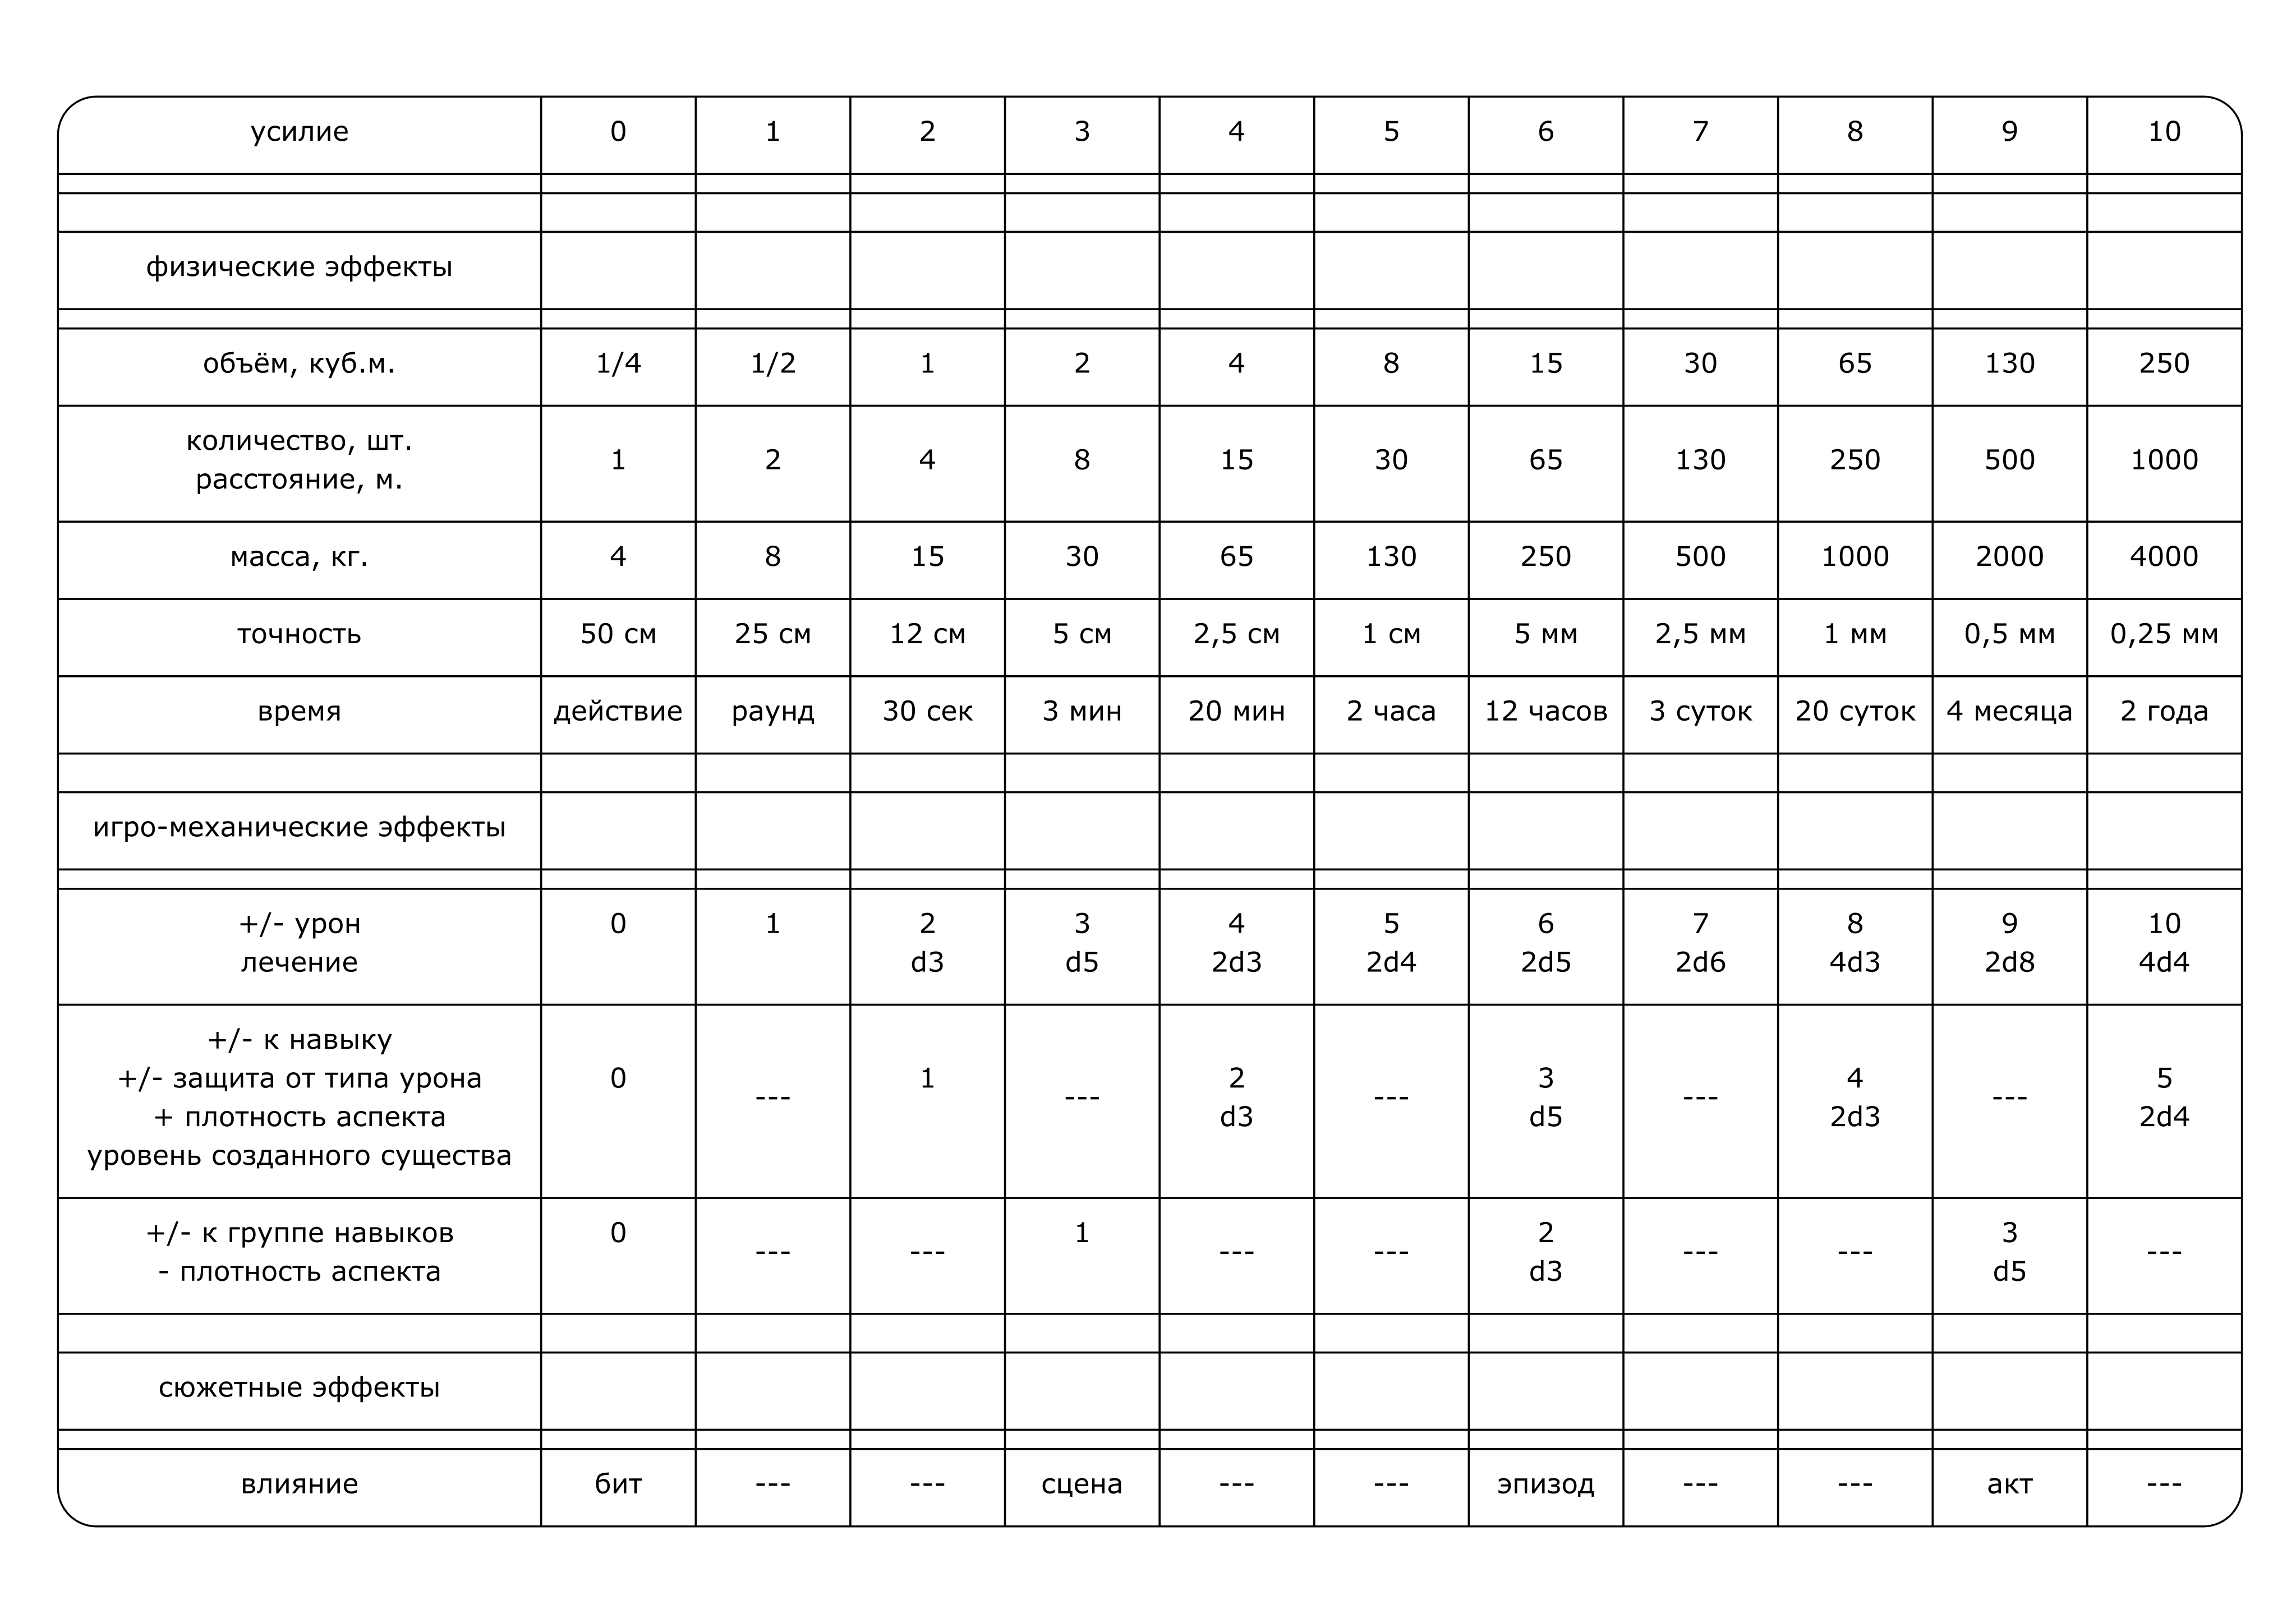 усилие 0 1 2 3 4 5 6 7 8 9 10
физические эффекты
объём, куб.м. 1/4 1/2 1 2 4 8 15 30 65 130 250
количество, шт.
расстояние, м.
1 2 4 8 15 30 65 130 250 500 1000
масса, кг. 4 8 15 30 65 130 250 500 1000 2000 4000
точность 50 см 25 см 12 см 5 см 2,5 см 1 см 5 мм 2,5 мм 1 мм 0,5 мм 0,25 мм
время действие раунд 30 сек 3 мин 20 мин 2 часа 12 часов 3 суток 20 суток 4 месяца 2 года
игро-механические эффекты
+/- урон 0 1 2 3 4 5 6 7 8 9 10
лечение d3 d5 2d3 2d4 2d5 2d6 4d3 2d8 4d4
+/- к навыку
+/- защита от типа урона 0 1 2 3 4 5
--- --- --- --- ---
+ плотность аспекта d3 d5 2d3 2d4
уровень созданного существа
+/- к группе навыков 0 1 2 3
--- --- --- --- --- --- ---
- плотность аспекта d3 d5
сюжетные эффекты
влияние бит --- --- сцена --- --- эпизод --- --- акт ---